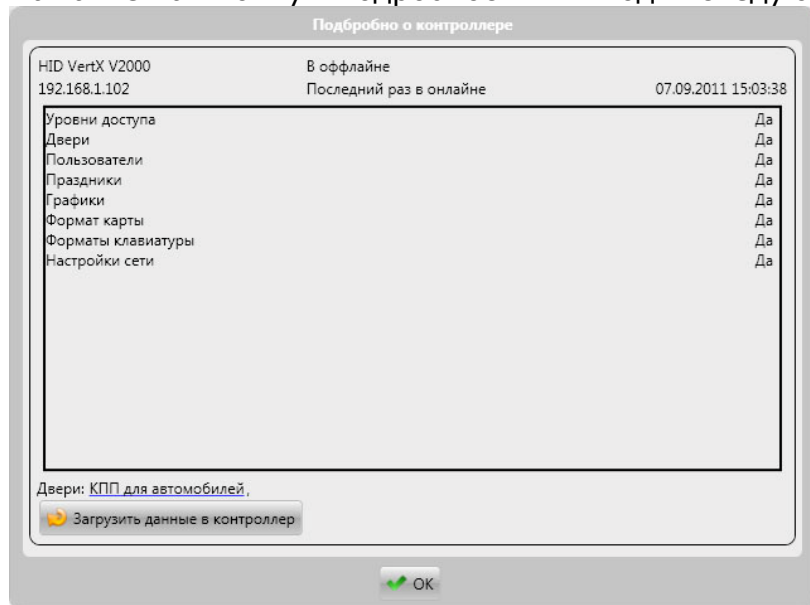 Подбробно о контроллере
HID VertX V2000 В оффлайне
192.168.1.102 Последний раз в онлайне 07.09.2011 15:03:38
Уровни доступа Да
Двери Да
Пользователи Да
Праздники Да
Графики Да
Формат карты Да
Форматы клавиатуры Да
Настройки сети Да
Двери: КПП для автомобилей,
Загрузить данные в контроллер
OK